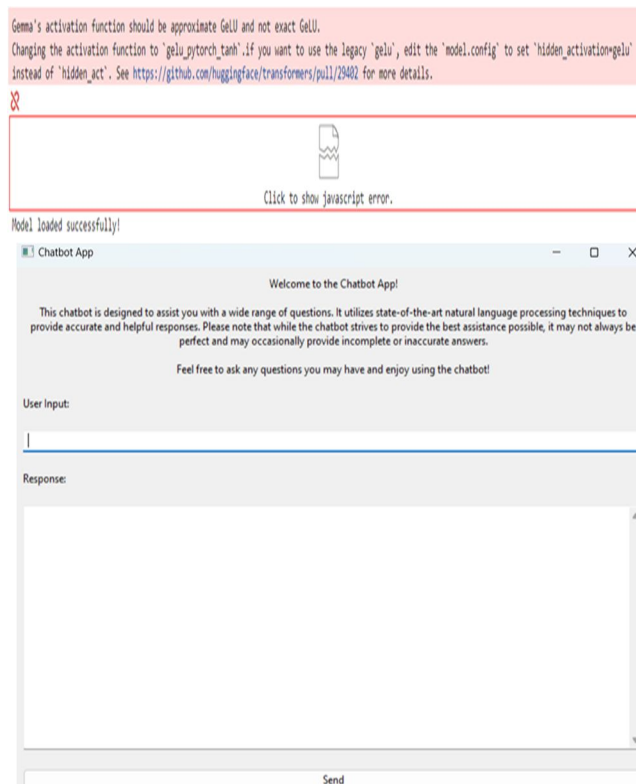 Gemma's activation function should be approximate GeLU and not exact GeLU.
Changing the activation function to `gelu_pytorch_tanh`.if you want to use the legacy `gelu`, edit the `model.config` to set `hidden_activation=gelu`
instead of `hidden_act`. See https://github.com/huggingface/transformers/pull/29402 for more details.
Click to show javascript error.
Model loaded successfully!
Chatbot App
Welcome to the Chatbot App!
This chatbot is designed to assist you with a wide range of questions. It utilizes state-of-the-art natural language processing techniques to
provide accurate and helpful responses. Please note that while the chatbot strives to provide the best assistance possible, it may not always be
perfect and may occasionally provide incomplete or inaccurate answers.
Feel free to ask any questions you may have and enjoy using the chatbot!
User Input:
Response:
Send